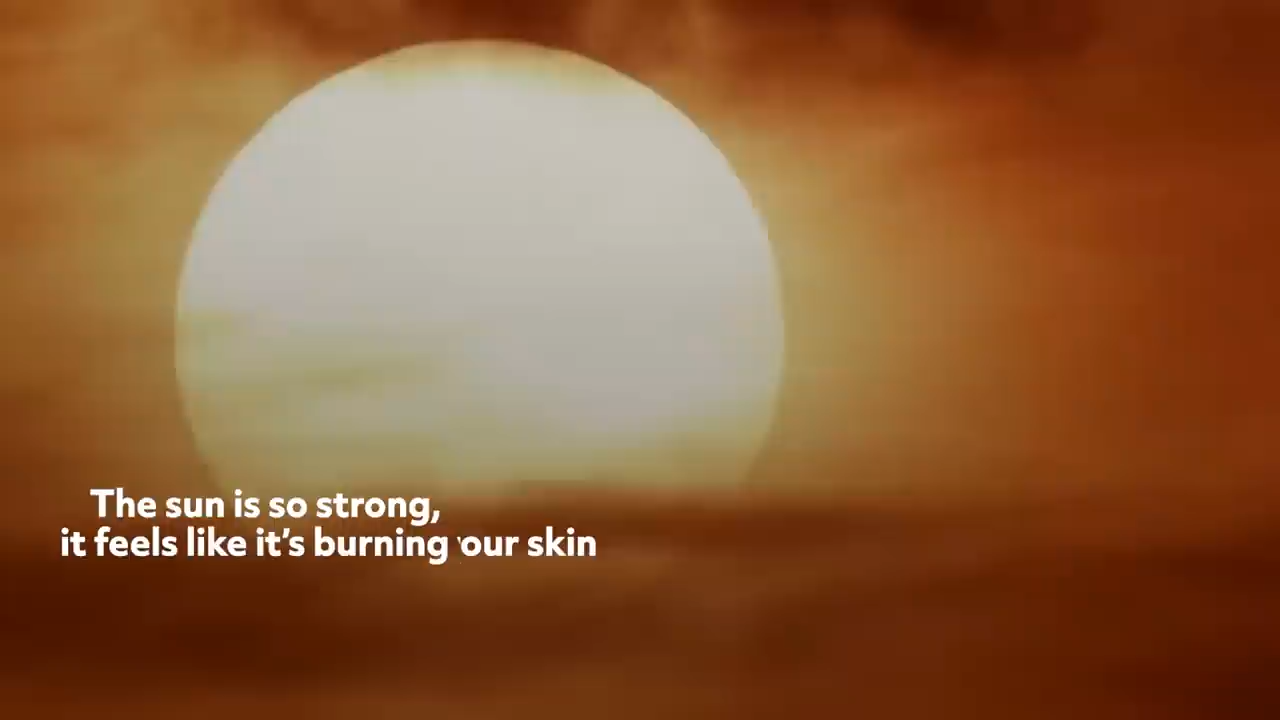 The sun is so strong,
it feels like it's burning our skin